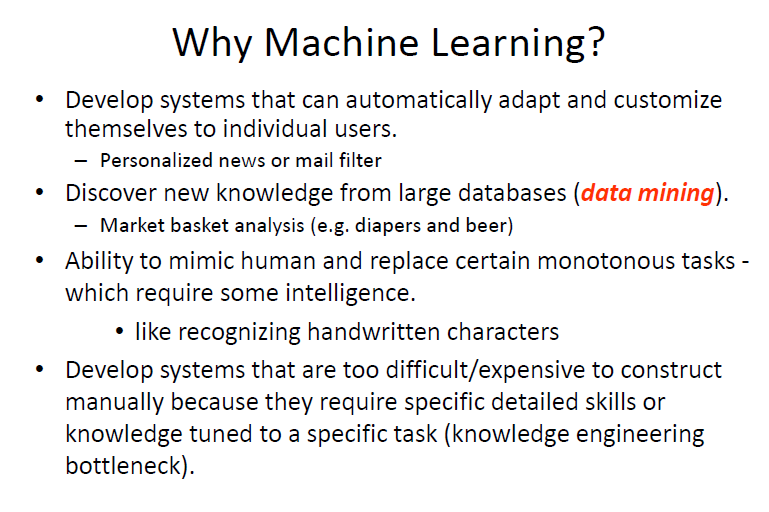 Why Machine Learning?
• Develop systems that can automatically adapt and customize
themselves to individual users.
– Personalized news or mail filter
• Discover new knowledge from large databases (data mining).
– Market basket analysis (e.g. diapers and beer)
• Ability to mimic human and replace certain monotonous tasks -
which require some intelligence.
• like recognizing handwritten characters
• Develop systems that are too difficult/expensive to construct
manually because they require specific detailed skills or
knowledge tuned to a specific task (knowledge engineering
bottleneck).